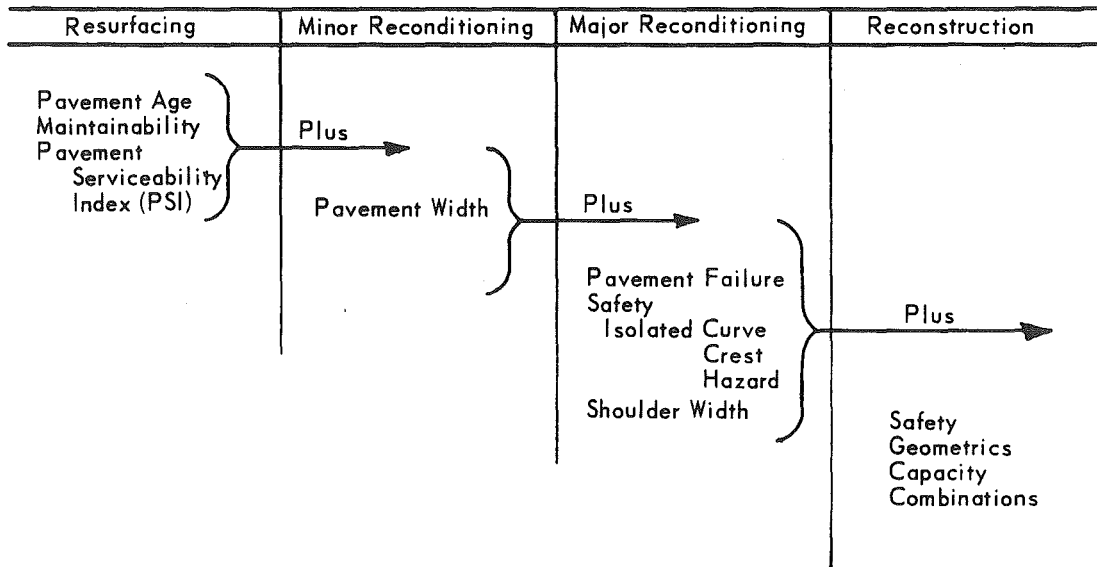 Resurfacing
Minor Reconditioning
Major Reconditioning
Reconstruction
Pavement Age
Maintainability
Pavement
Serviceability
Index (PSI)
Plus
Pavement Width
Plus
Pavement Failure
Safety
Isolated Curve
Crest
Hazard
Shoulder Width
Plus
Safety
Geometrics
Capacity
Combinations